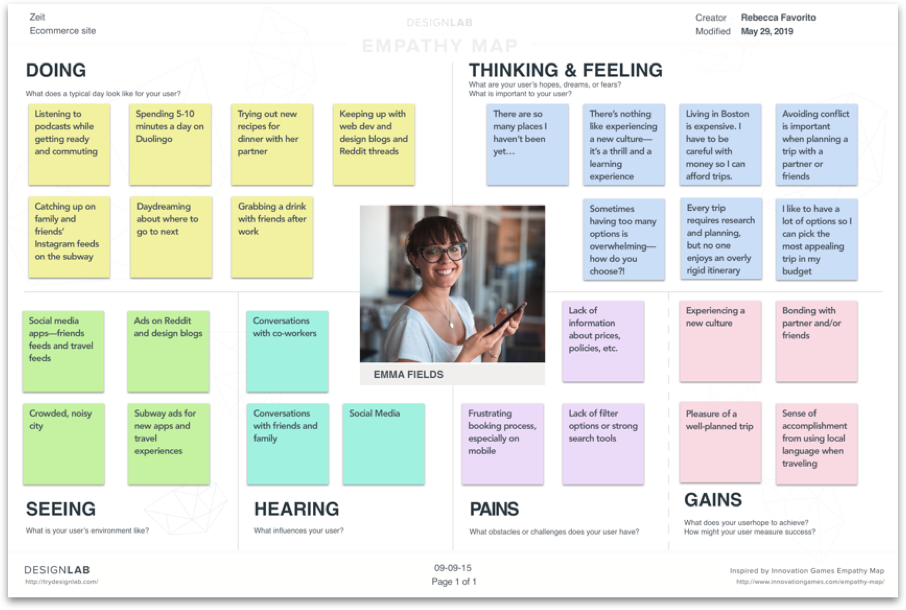 Zeit
Ecommerce site
DESIGNLAB
EMPATHY MAP
Creator Rebecca Favorito
Modified May 29, 2019
DOING
What does a typical day look like for your user?
Listening to
podcasts while
getting ready
and commuting
Spending 5-10
minutes a day on
Duolingo
Trying out new
recipes for
dinner with her
partner
Keeping up with
web dev and
design blogs and
Reddit threads
Catching up on
family and
friends'
Instagram feeds
on the subway
Daydreaming
about where to
go to next
Grabbing a drink
with friends after
work
THINKING & FEELING
What are your user's hopes, dreams, or fears?
What is important to your user?
There are so
many places I
haven't been
yet...
There's nothing
like experiencing
a new culture—
it's a thrill and a
learning
experience
Living in Boston
is expensive. I
have to be
careful with
money so I can
afford trips.
Avoiding conflict
is important
when planning a
trip with a
partner or
friends
Sometimes
having too many
options is
overwhelming—
how do you
choose?!
Every trip
requires research
and planning,
but no one
enjoys an overly
rigid itinerary
I like to have a
lot of options so I
can pick the
most appealing
trip in my
budget
EMMA FIELDS
Social media
apps—friends
feeds and travel
feeds
Ads on Reddit
and design blogs
Crowded, noisy
city
Subway ads for
new apps and
travel
experiences
SEEING
What is your user's environment like?
Conversations
with co-workers
Conversations
with friends and
family
Social Media
HEARING
What influences your user?
Lack of
information
about prices,
policies, etc.
Frustrating
booking process,
especially on
mobile
Lack of filter
options or strong
search tools
PAINS
What obstacles or challenges does your user have?
Experiencing a
new culture
Bonding with
partner and/or
friends
Pleasure of a
well-planned trip
Sense of
accomplishment
from using local
language when
traveling
GAINS
What does your userhope to achieve?
How might your user measure success?
DESIGNLAB
http://trydesignlab.com/
09-09-15
Page 1 of 1
Inspired by Innovation Games Empathy Map
http://www.innovationgames.com/empathy-map/